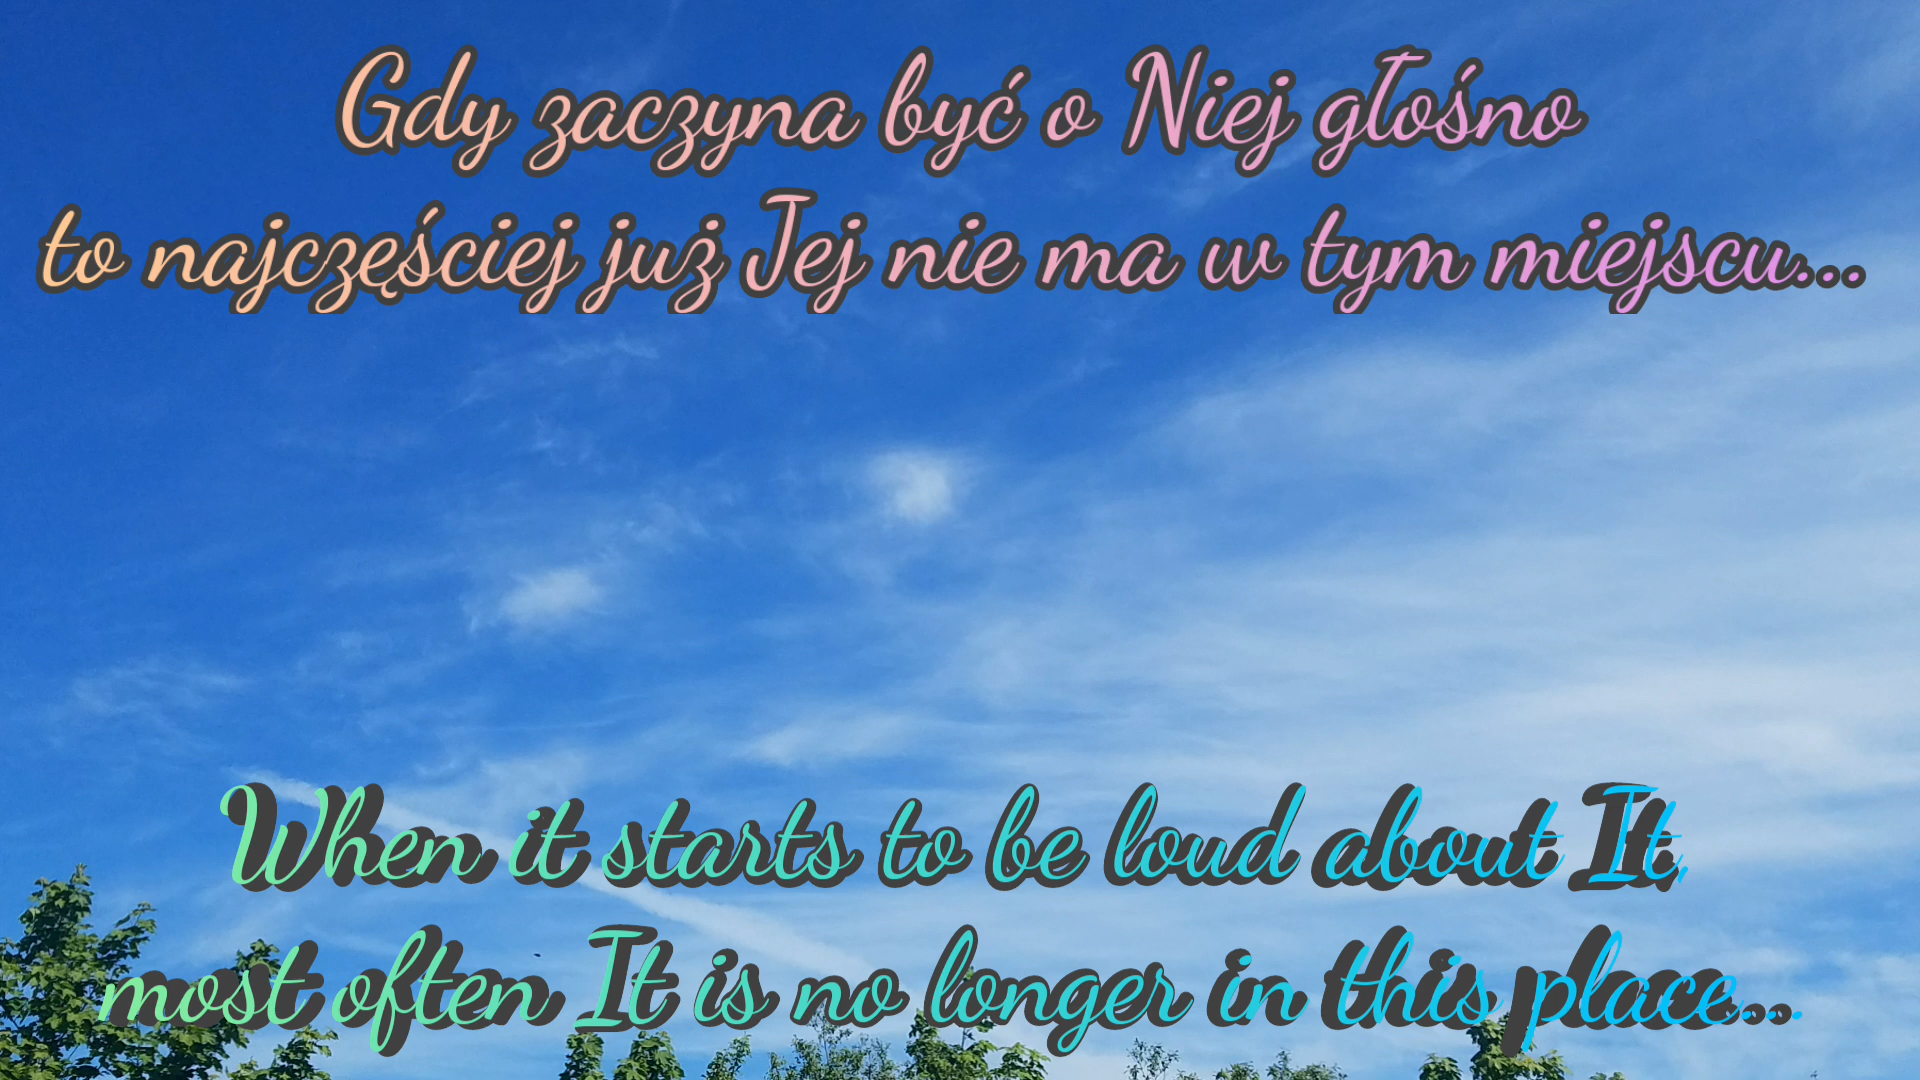 Gdy zaczyna być o Niej głośno
to najczęściej już Jej nie ma w tym miejscu...
When it starts to be loud about It,
most often It is no longer in this place...